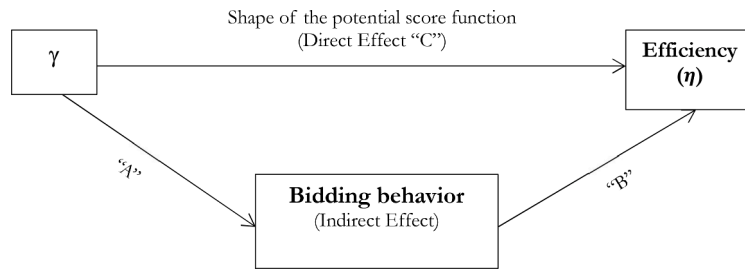 Shape of the potential score function
(Direct Effect “C”)
γ
Efficiency
(η)
“A”
“B”
Bidding behavior
(Indirect Effect)